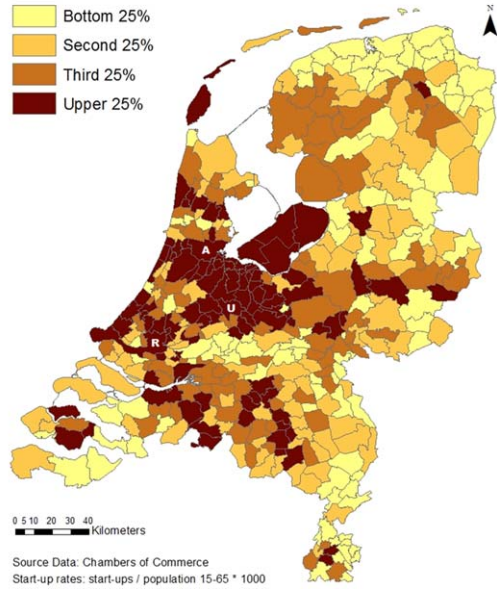 Bottom 25%
Second 25%
Third 25%
Upper 25%
N
A
U
R
0 5 10 20 30 40
Kilometers
Source Data: Chambers of Commerce
Start-up rates: start-ups / population 15-65 * 1000